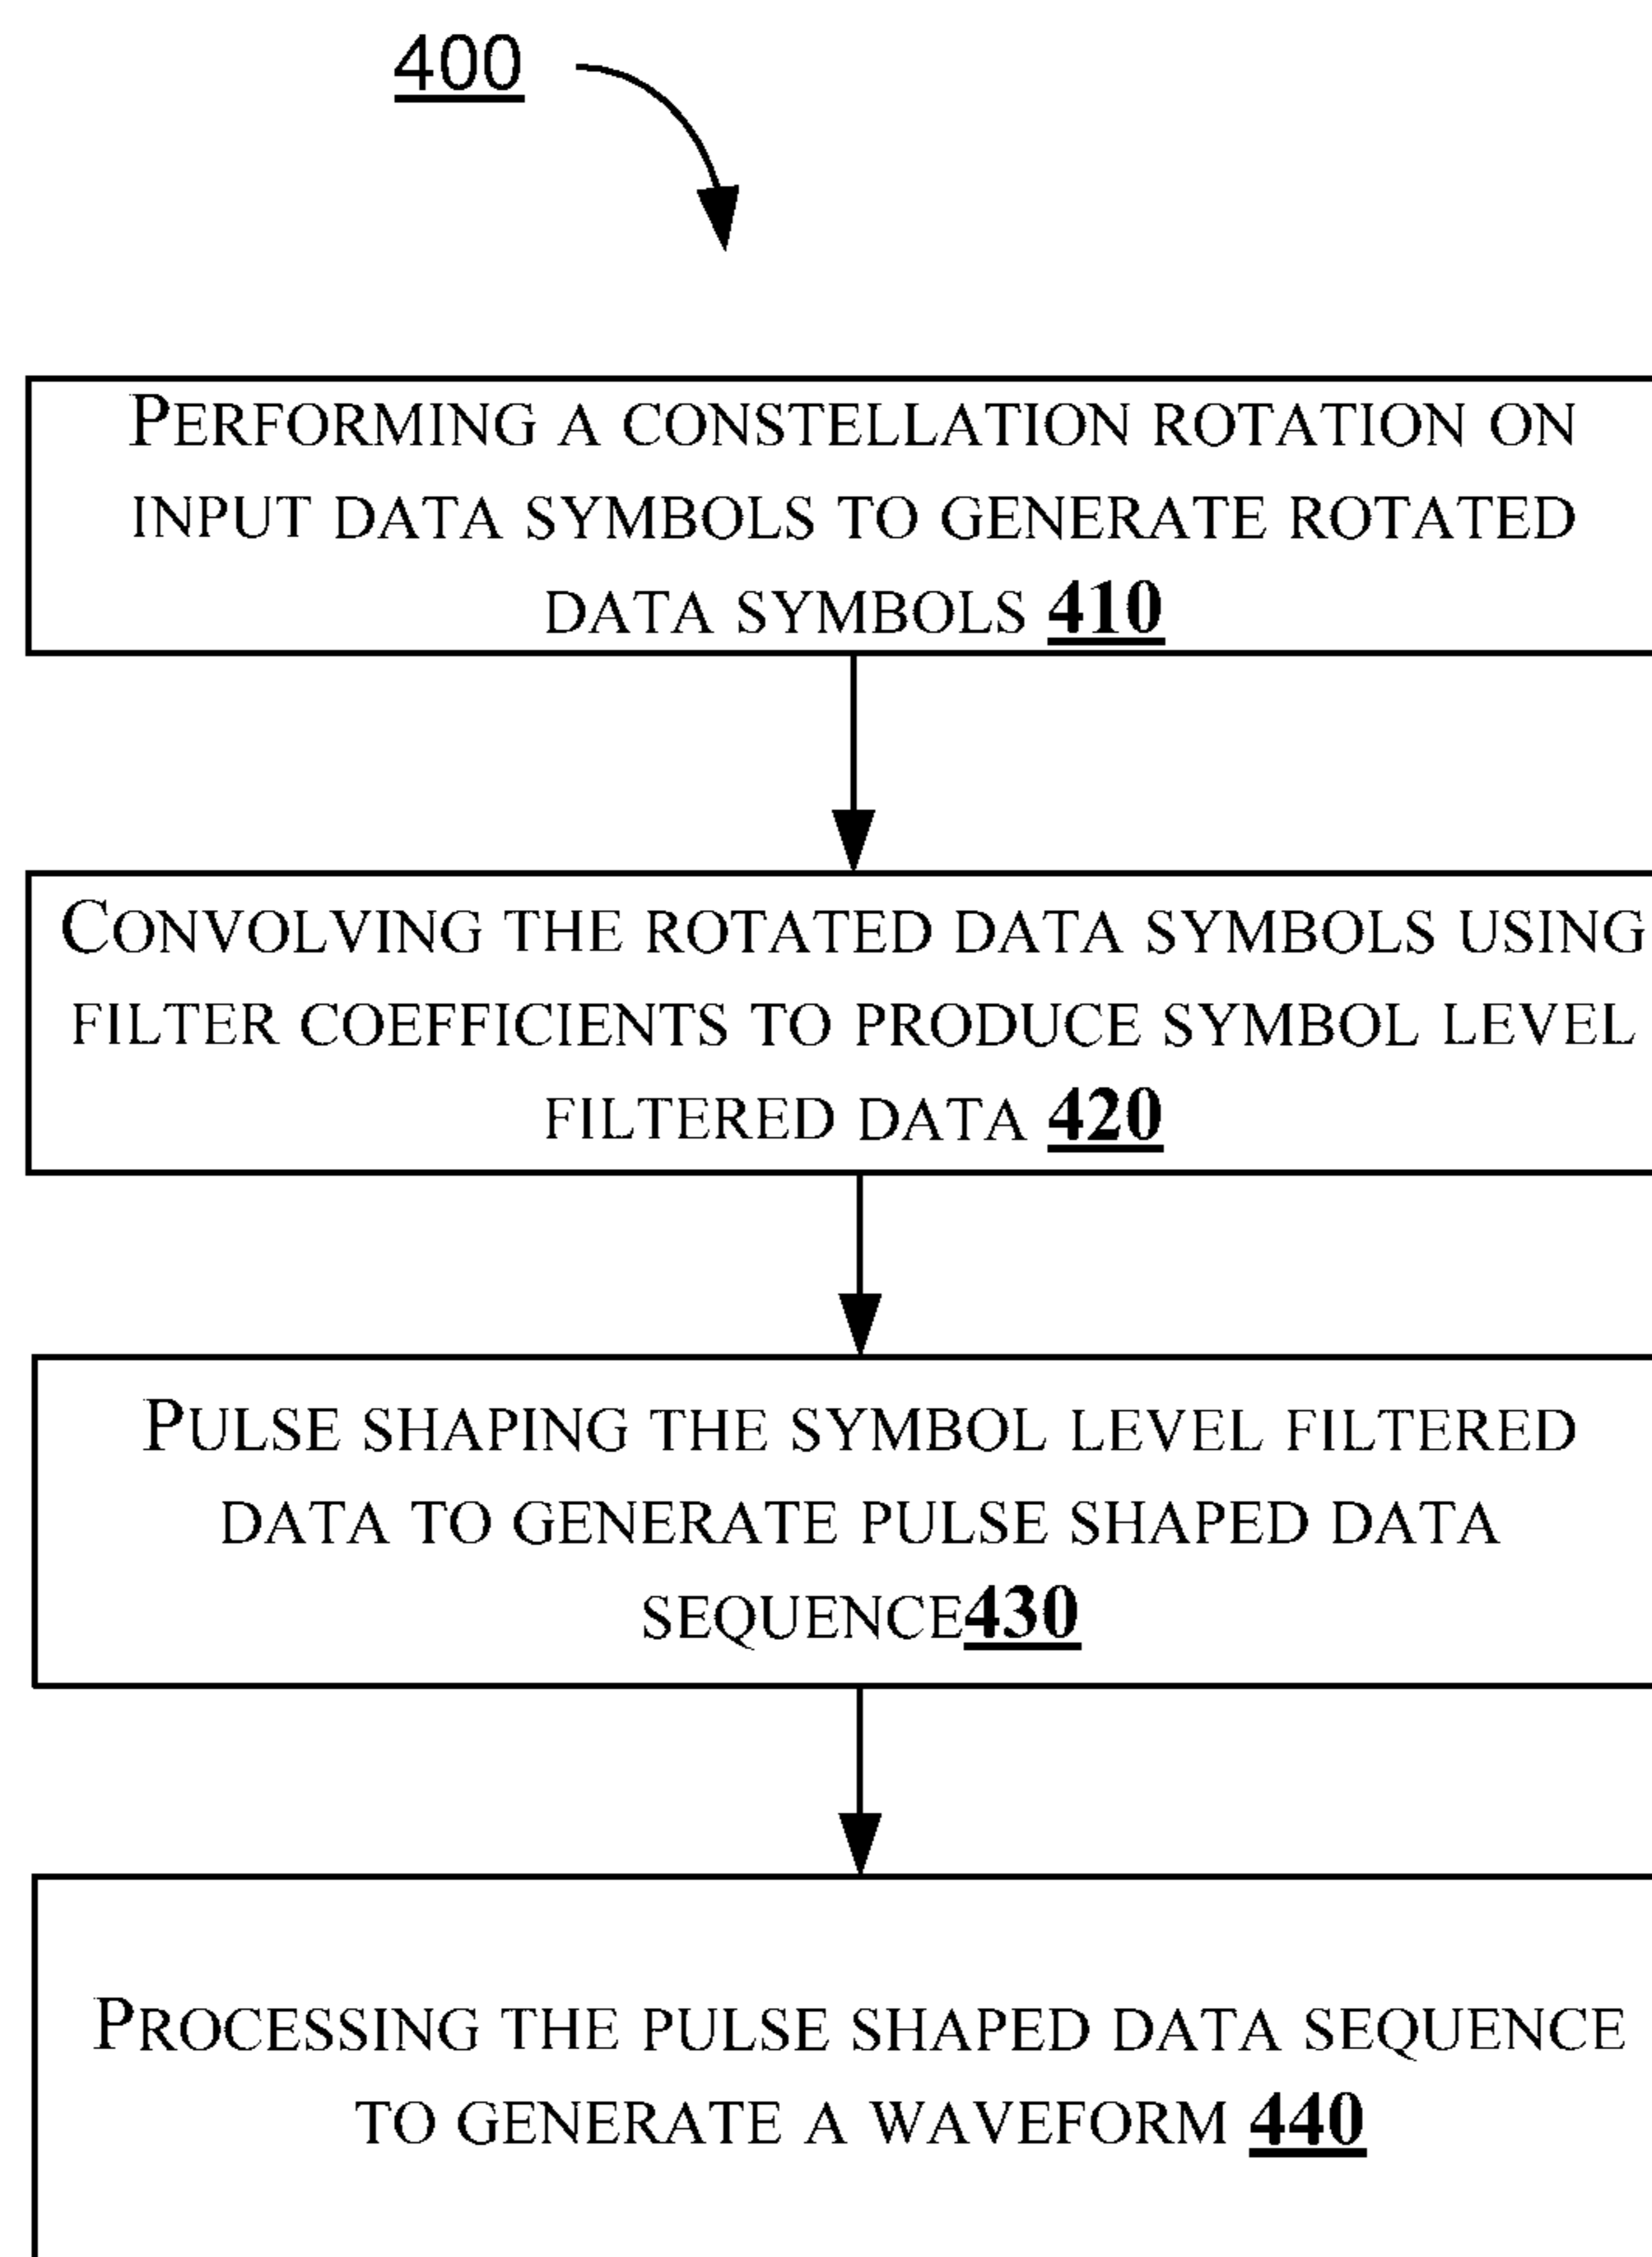 400
PERFORMING A CONSTELLATION ROTATION ON
INPUT DATA SYMBOLS TO GENERATE ROTATED
DATA SYMBOLS 410
CONVOLVING THE ROTATED DATA SYMBOLS USING
FILTER COEFFICIENTS TO PRODUCE SYMBOL LEVEL
FILTERED DATA 420
PULSE SHAPING THE SYMBOL LEVEL FILTERED
DATA TO GENERATE PULSE SHAPED DATA
SEQUENCE430
PROCESSING THE PULSE SHAPED DATA SEQUENCE
TO GENERATE A WAVEFORM 440